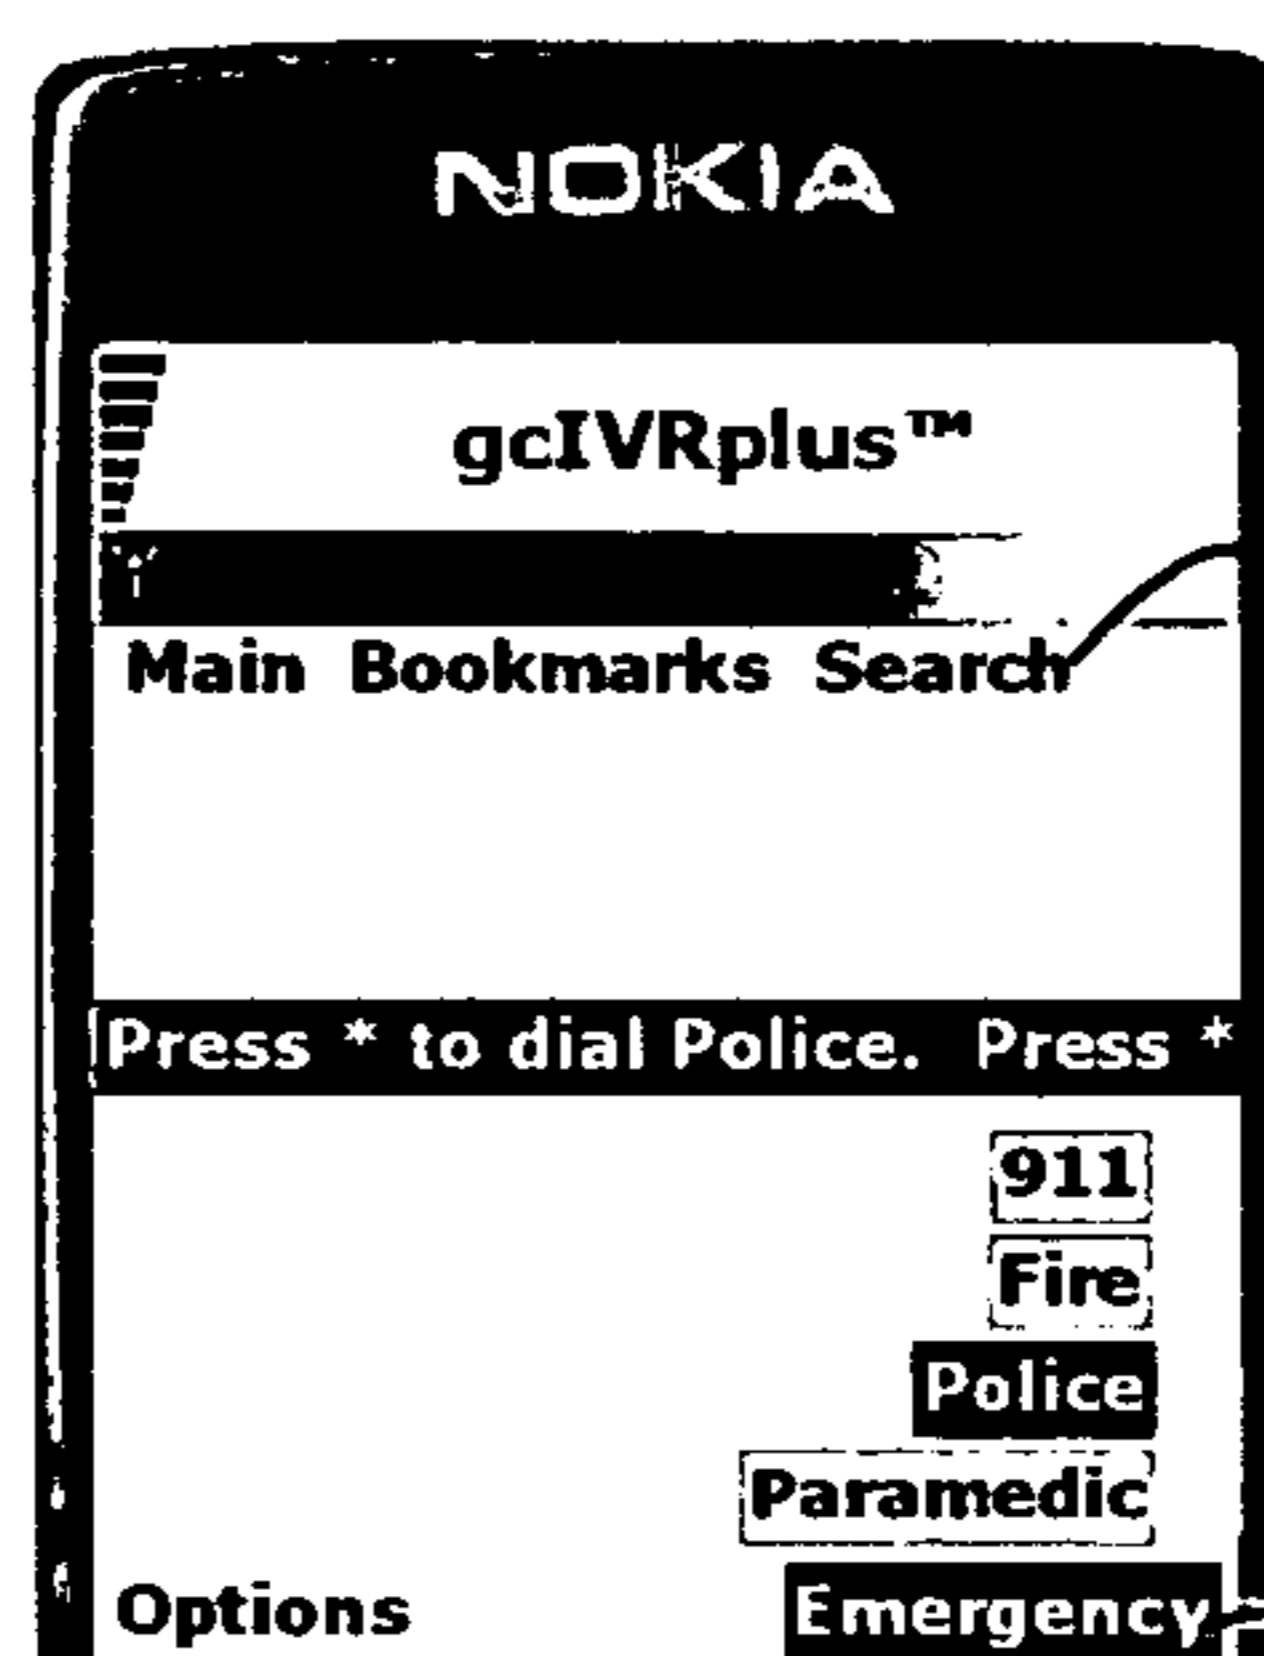 NOKIA
gcIVRplus™
Main Bookmarks Search
Press * to dial Police. Press *
911
Fire
Police
Paramedic
Options Emergency